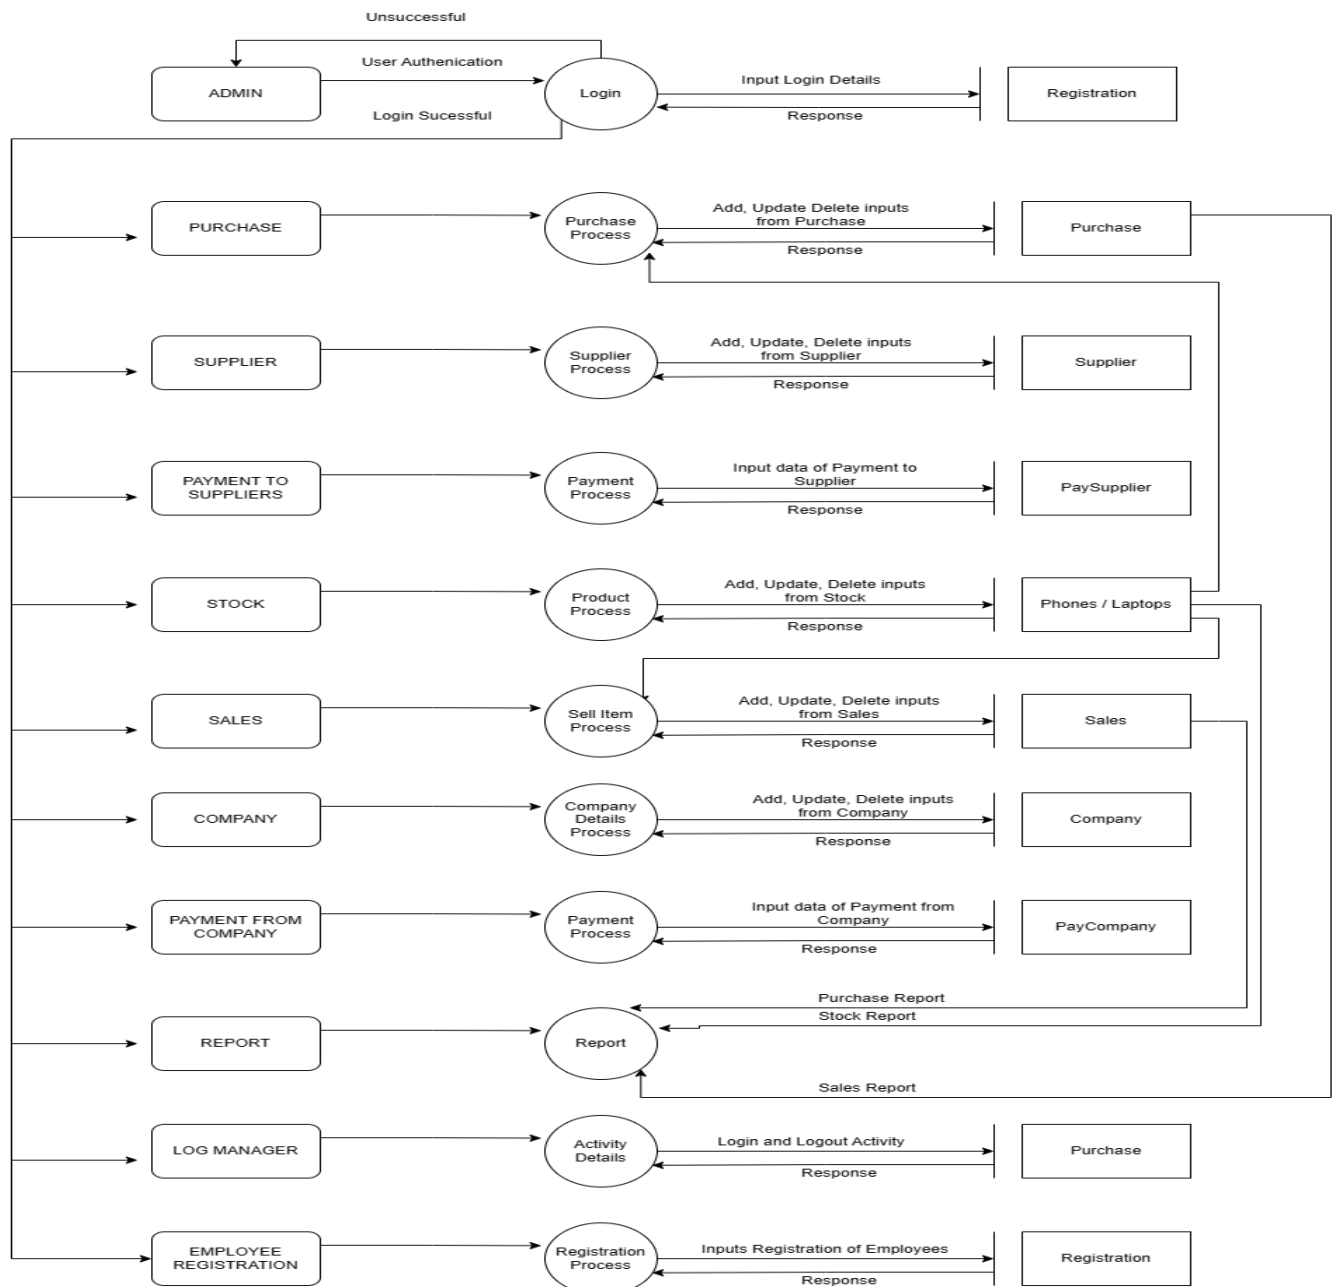 Unsuccessful
User Authenication
ADMIN
Login
Input Login Details
Registration
Login Sucessful
Response
PURCHASE
Purchase
Process
Add, Update Delete inputs
from Purchase
Purchase
Response
SUPPLIER
Supplier
Process
Add, Update, Delete inputs
from Supplier
Supplier
Response
PAYMENT TO
SUPPLIERS
Payment
Process
Input data of Payment to
Supplier
PaySupplier
Response
STOCK
Product
Process
Add, Update, Delete inputs
from Stock
Phones / Laptops
Response
SALES
Sell Item
Process
Add, Update, Delete inputs
from Sales
Sales
Response
COMPANY
Company
Details
Process
Add, Update, Delete inputs
from Company
Company
Response
PAYMENT FROM
COMPANY
Payment
Process
Input data of Payment from
Company
PayCompany
Response
Purchase Report
Stock Report
REPORT
Report
Sales Report
LOG MANAGER
Activity
Details
Login and Logout Activity
Purchase
Response
EMPLOYEE
REGISTRATION
Registration
Process
Inputs Registration of Employees
Registration
Response